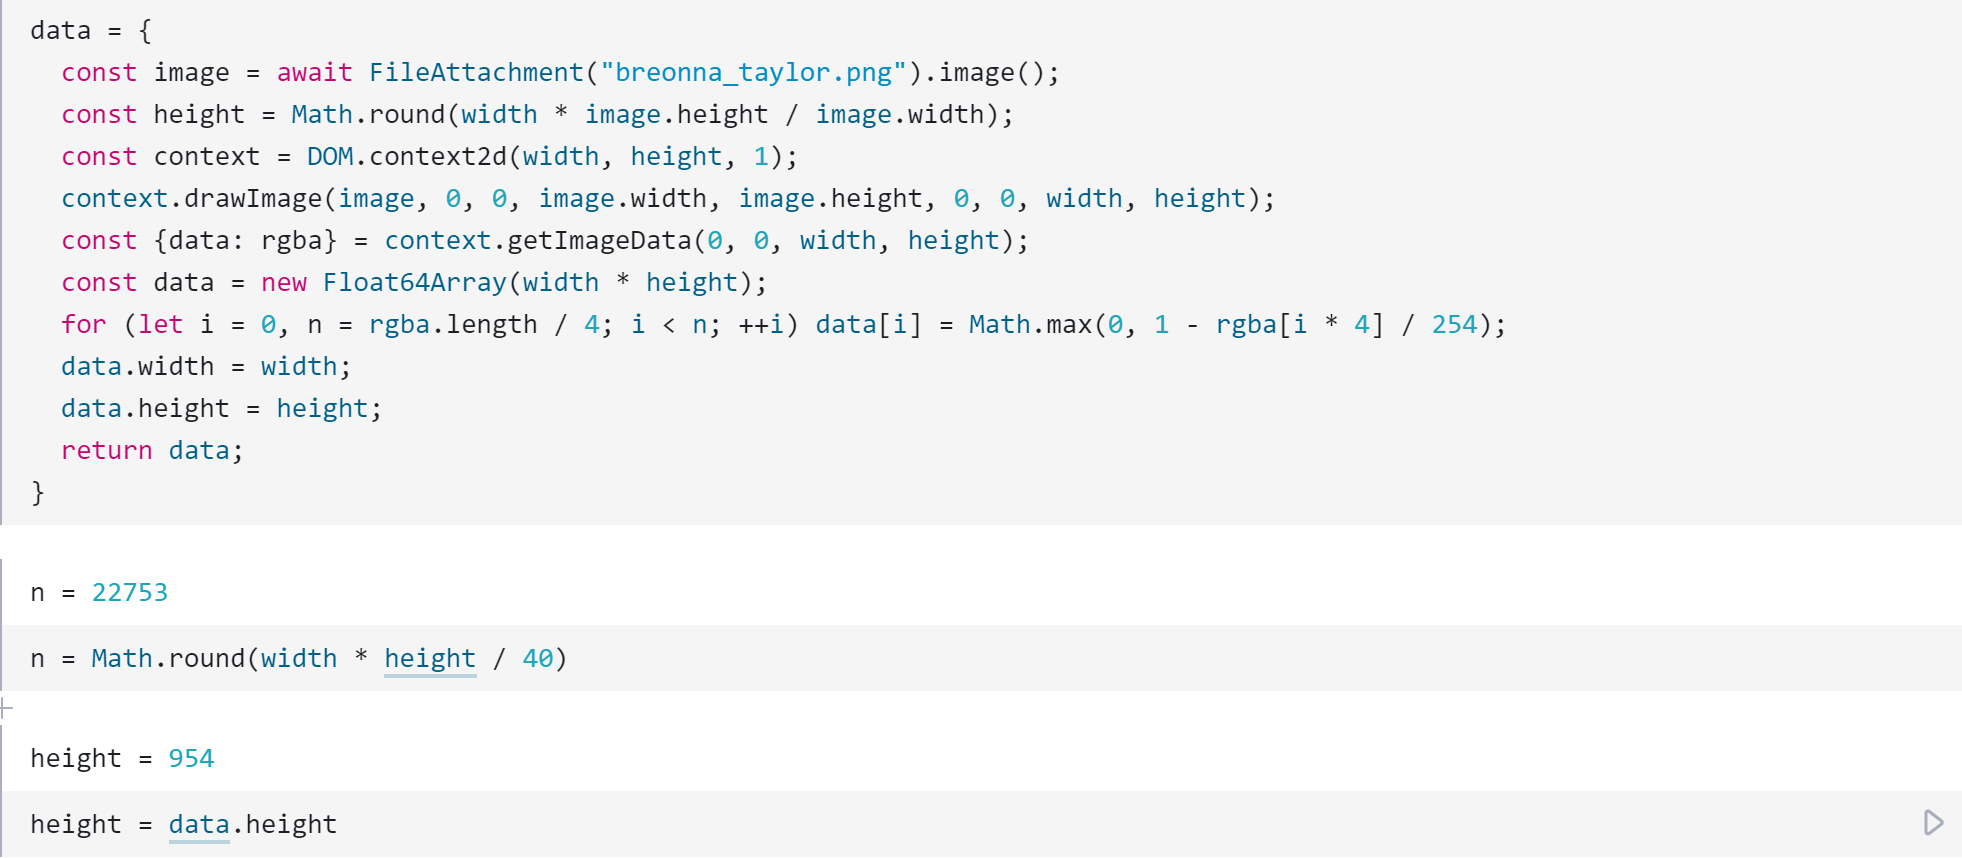 data = {
  const image = await FileAttachment("breonna_taylor.png").image();
  const height = Math.round(width * image.height / image.width);
  const context = DOM.context2d(width, height, 1);
  context.drawImage(image, 0, 0, image.width, image.height, 0, 0, width, height);
  const {data: rgba} = context.getImageData(0, 0, width, height);
  const data = new Float64Array(width * height);
  for (let i = 0, n = rgba.length / 4; i < n; ++i) data[i] = Math.max(0, 1 - rgba[i * 4] / 254);
  data.width = width;
  data.height = height;
  return data;
}
n = 22753
n = Math.round(width * height / 40)
height = 954
height = data.height